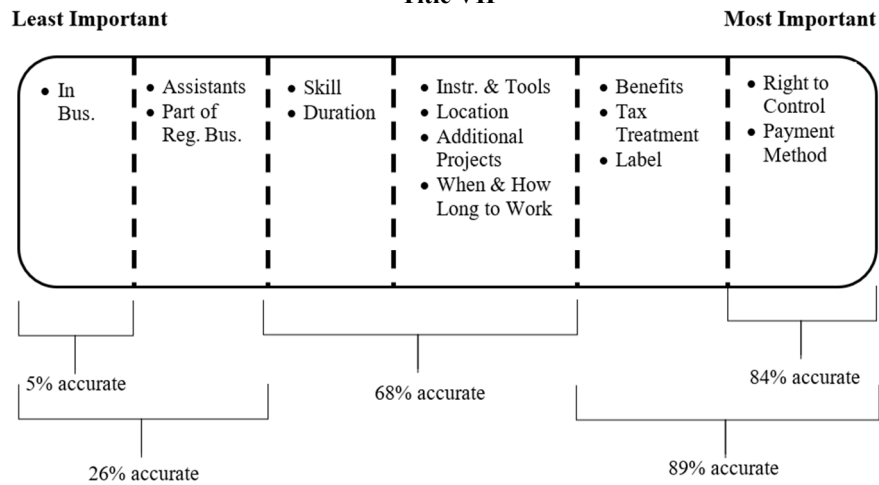 Title VII
Least Important
Most Important
• In
Bus.
• Assistants
• Part of
Reg. Bus.
• Skill
• Duration
• Instr. & Tools
• Location
• Additional
Projects
• When & How
Long to Work
• Benefits
• Tax
Treatment
• Label
• Right to
Control
• Payment
Method
5% accurate
68% accurate
84% accurate
26% accurate
89% accurate